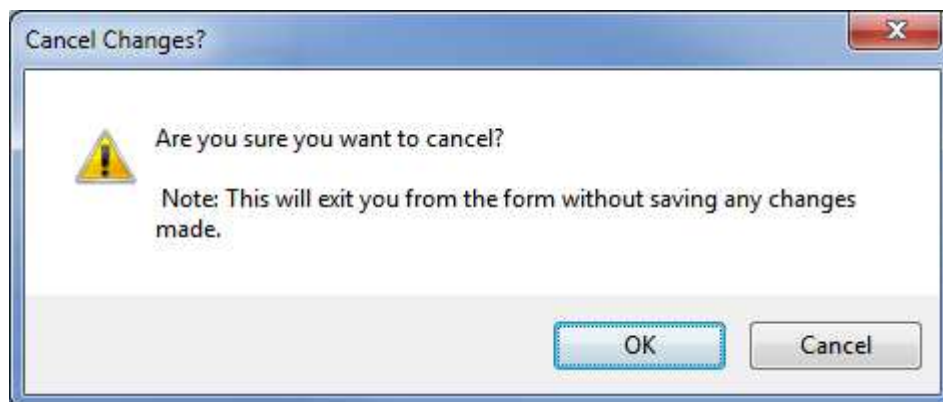 Cancel Changes?
Are you sure you want to cancel?
Note: This will exit you from the form without saving any changes
made.
OK
Cancel